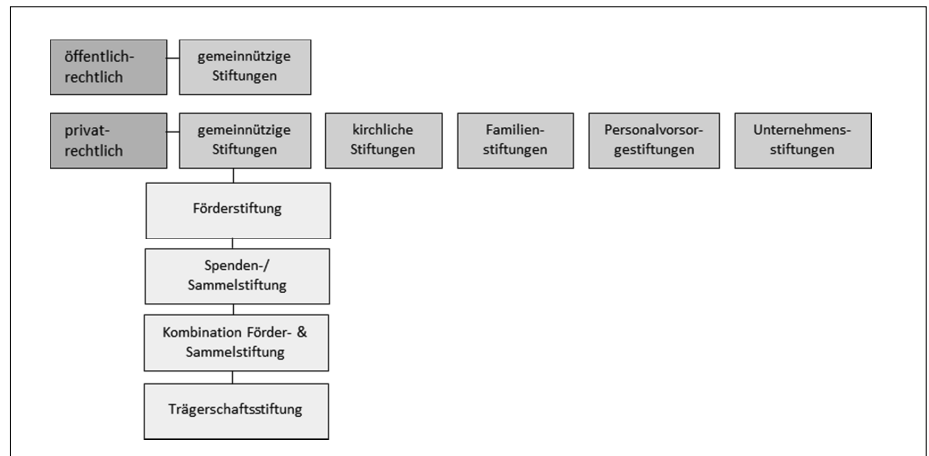 öffentlich-
rechtlich
gemeinnützige
Stiftungen
privat-
rechtlich
gemeinnützige
Stiftungen
kirchliche
Stiftungen
Familien-
stiftungen
Personalvorsor-
gestiftungen
Unternehmens-
stiftungen
Förderstiftung
Spenden-/
Sammelstiftung
Kombination Förder- &
Sammelstiftung
Trägerschaftsstiftung